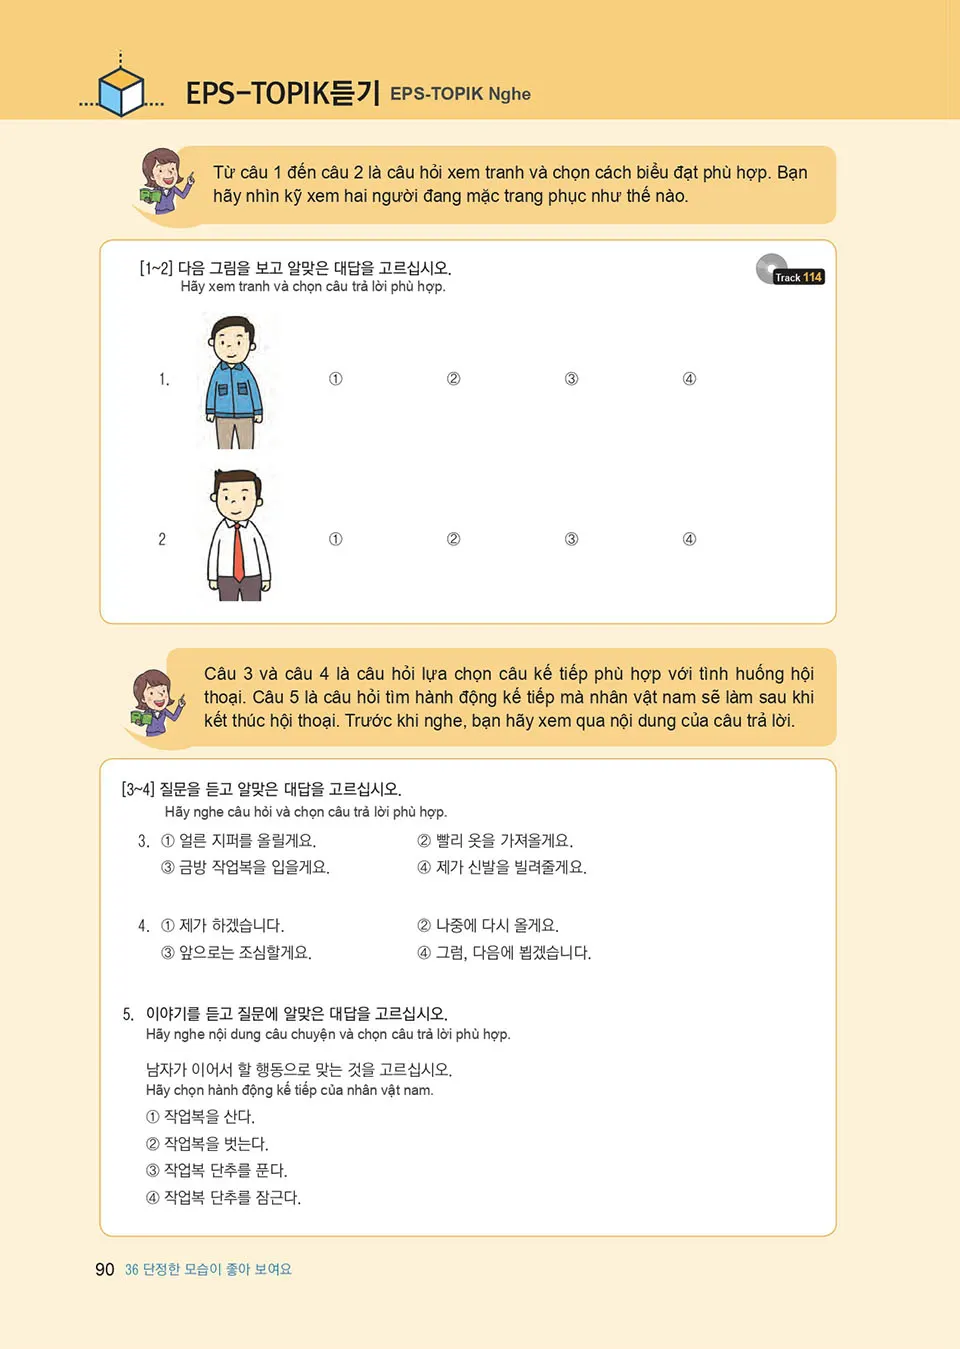 EPS-TOPIK듣기 EPS-TOPIK Nghe
Từ câu 1 đến câu 2 là câu hỏi xem tranh và chọn cách biểu đạt phù hợp. Bạn
hãy nhìn kỹ xem hai người đang mặc trang phục như thế nào.
[1~2] 다음 그림을 보고 알맞은 대답을 고르십시오.
Hãy xem tranh và chọn câu trả lời phù hợp.
Track 114
1. ① ② ③ ④
2 ① ② ③ ④
Câu 3 và câu 4 là câu hỏi lựa chọn câu kế tiếp phù hợp với tình huống hội
thoại. Câu 5 là câu hỏi tìm hành động kế tiếp mà nhân vật nam sẽ làm sau khi
kết thúc hội thoại. Trước khi nghe, bạn hãy xem qua nội dung của câu trả lời.
[3~4] 질문을 듣고 알맞은 대답을 고르십시오.
Hãy nghe câu hỏi và chọn câu trả lời phù hợp.
3. ① 얼른 지퍼를 올릴게요. ② 빨리 옷을 가져올게요.
③ 금방 작업복을 입을게요. ④ 제가 신발을 빌려줄게요.
4. ① 제가 하겠습니다. ② 나중에 다시 올게요.
③ 앞으로는 조심할게요. ④ 그럼, 다음에 뵙겠습니다.
5. 이야기를 듣고 질문에 알맞은 대답을 고르십시오.
Hãy nghe nội dung câu chuyện và chọn câu trả lời phù hợp.
남자가 이어서 할 행동으로 맞는 것을 고르십시오.
Hãy chọn hành động kế tiếp của nhân vật nam.
① 작업복을 산다.
② 작업복을 벗는다.
③ 작업복 단추를 푼다.
④ 작업복 단추를 잠근다.
90 36 단정한 모습이 좋아 보여요